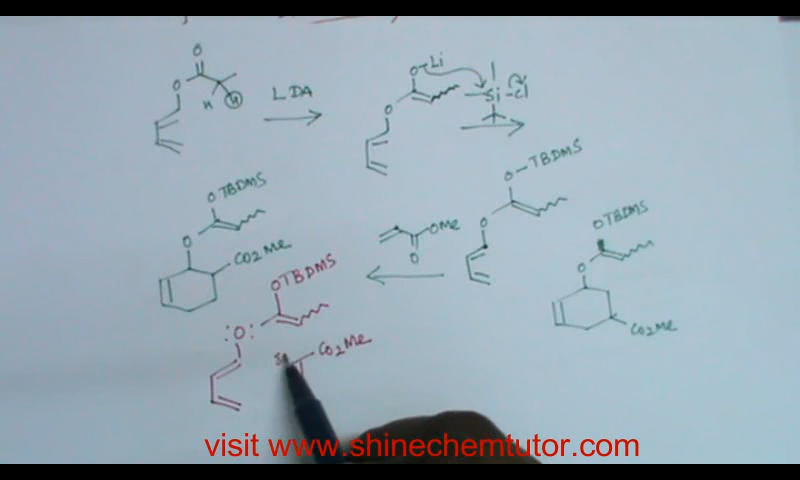 O
O
H
H
LDA
O-Li
O
Si-Cl
O-TBDMS
O
OTBDMS
O
CO2Me
OMe
O
OTBDMS
O
CO2Me
OTBDMS
:O:
CO2Me
visit www.shinechemtutor.com